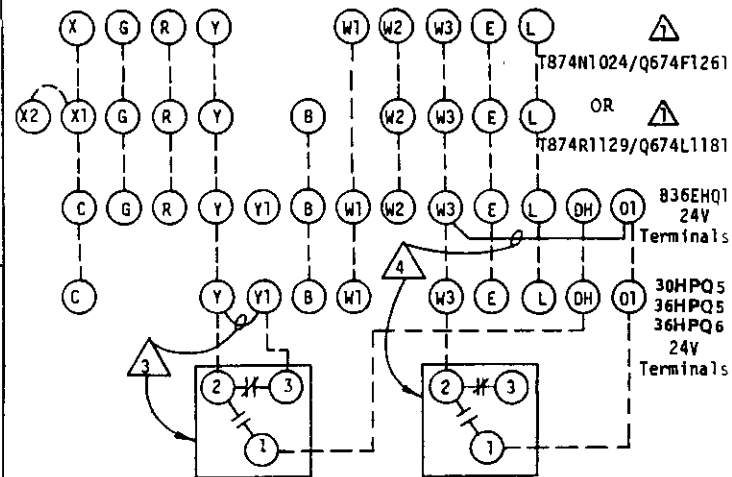 X G R Y W1 W2 W3 E L 1
T874N1024/Q674F1261
OR 1
X2 X1 G R Y B W2 W3 E L
T874R1129/Q674L1181
C G R Y Y1 B W1 W2 W3 E L DH O1
B36EHQ1
24V
Terminals
4
C Y Y1 B W1 W3 E L DH O1
30HPQ5
36HPQ5
36HPQ6
24V
Terminals
3
2 3
1
2 3
1